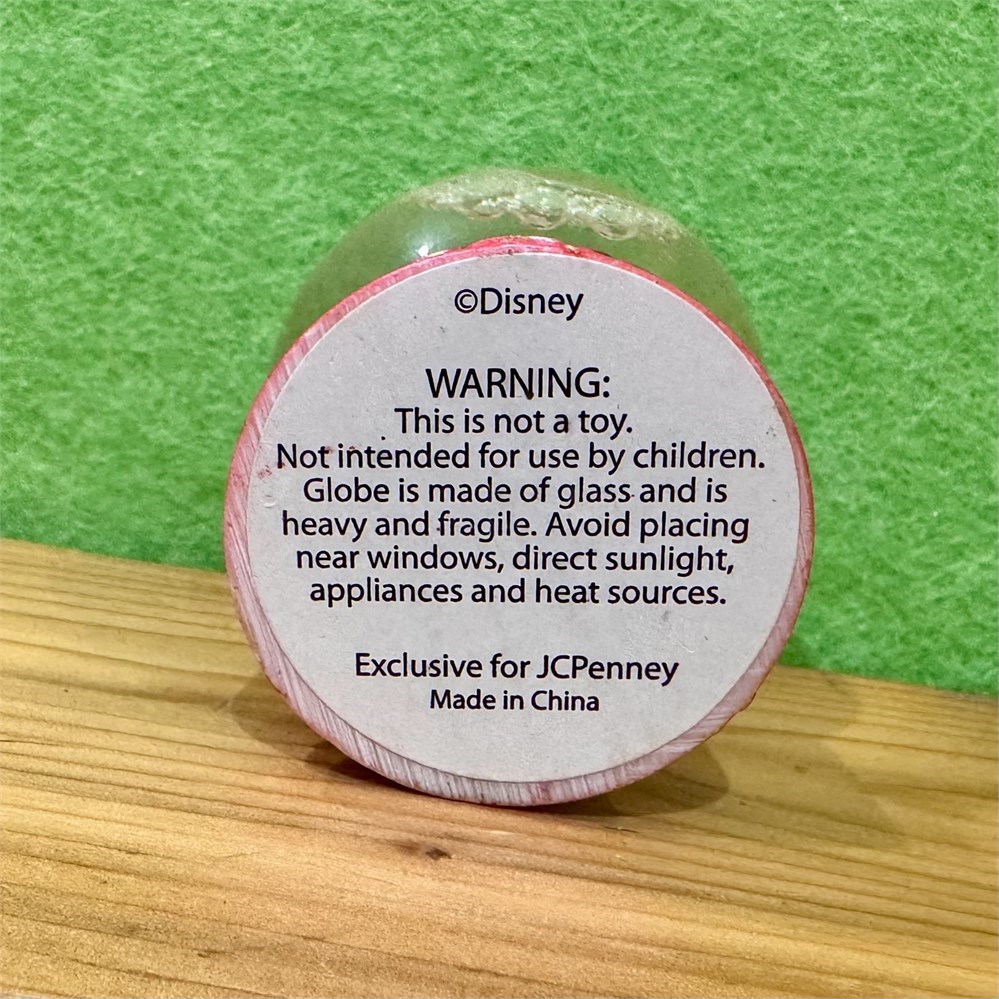 ©Disney
WARNING:
This is not a toy.
Not intended for use by children.
Globe is made of glass and is
heavy and fragile. Avoid placing
near windows, direct sunlight,
appliances and heat sources.
Exclusive for JCPenney
Made in China